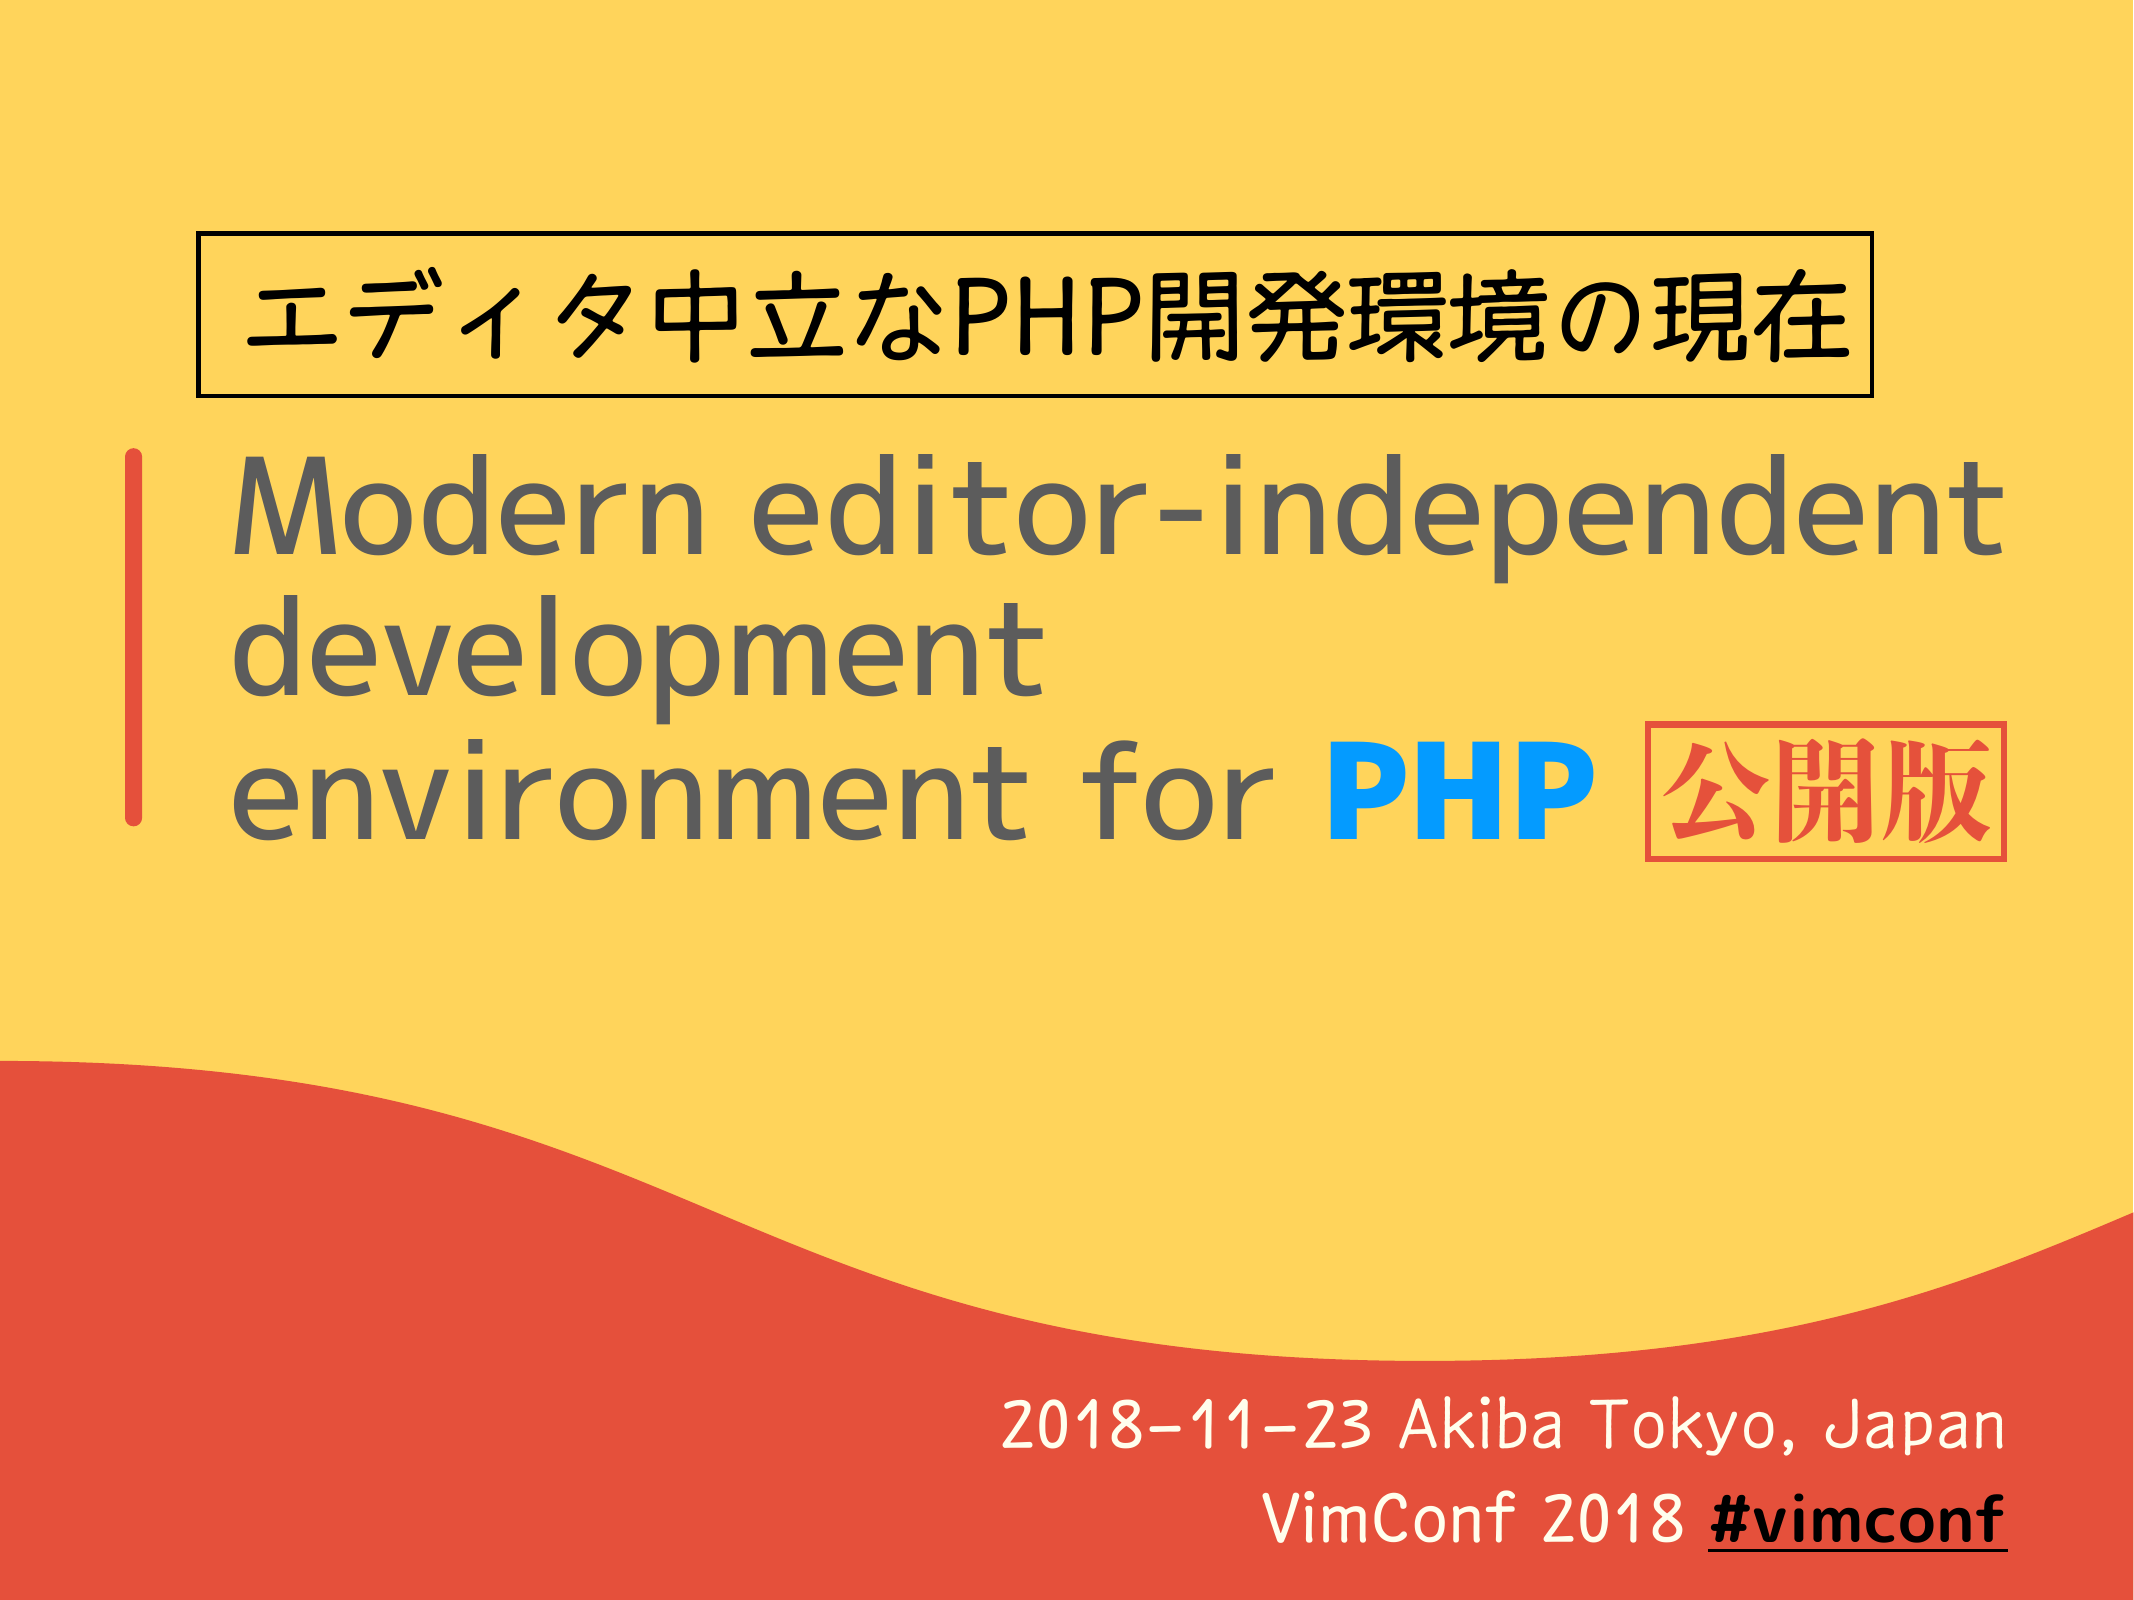 エディタ中立なPHP開発環境の現在
Modern editor-independent
development
environment for PHP 公開版
2018-11-23 Akiba Tokyo, Japan
VimConf 2018 #vimconf